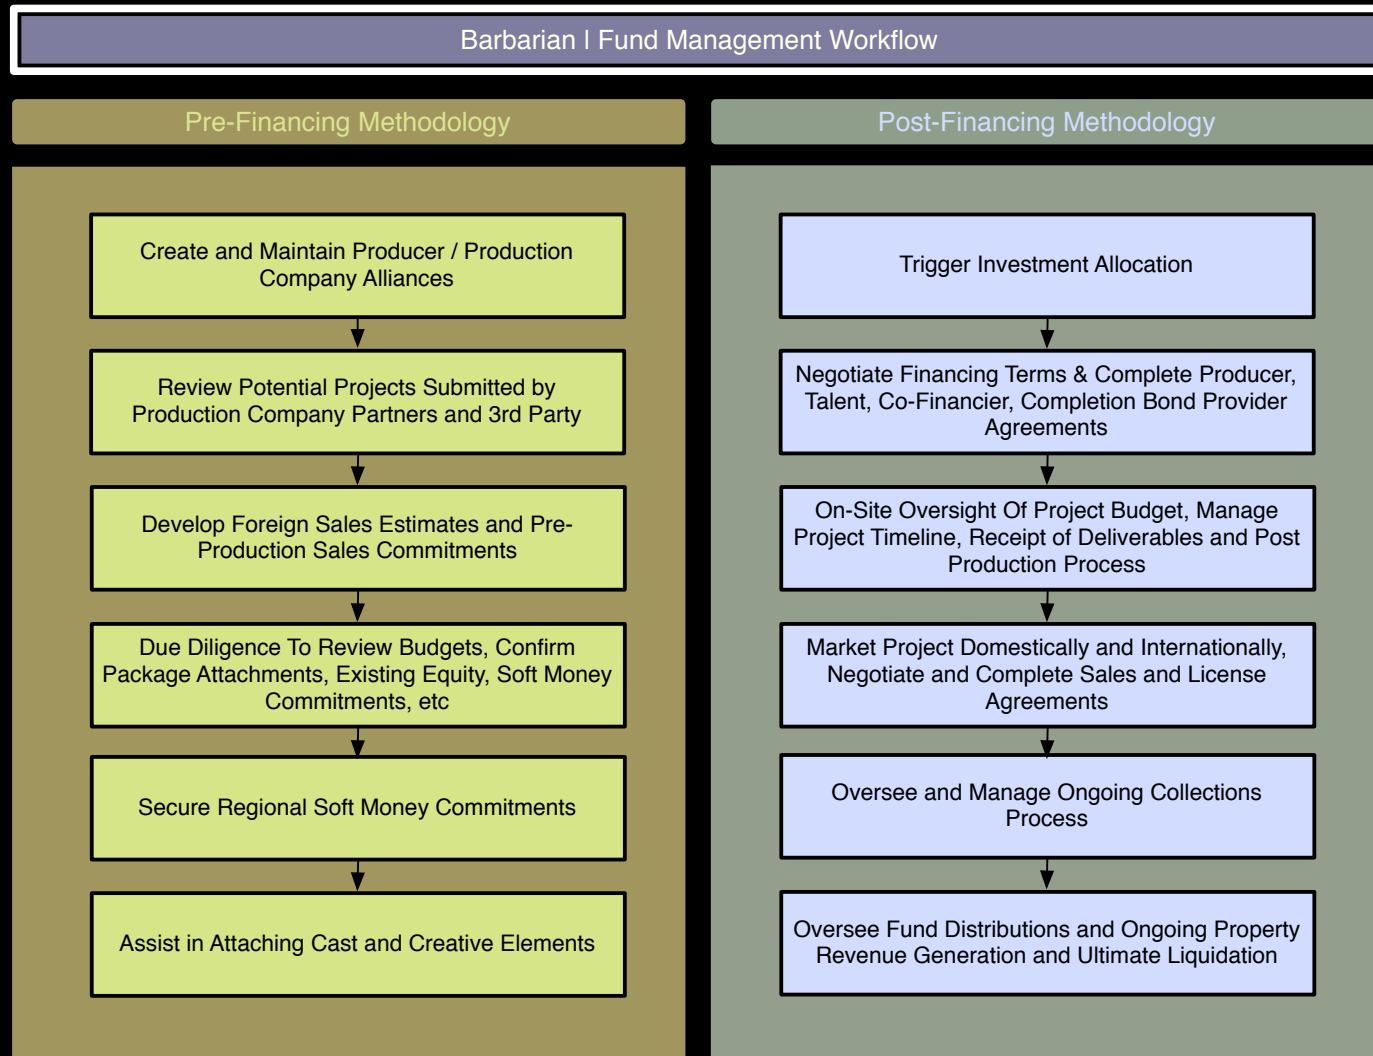 Barbarian | Fund Management Workflow
Pre-Financing Methodology
Create and Maintain Producer / Production
Company Alliances
Review Potential Projects Submitted by
Production Company Partners and 3rd Party
Develop Foreign Sales Estimates and Pre-
Production Sales Commitments
Due Diligence To Review Budgets, Confirm
Package Attachments, Existing Equity, Soft Money
Commitments, etc
Secure Regional Soft Money Commitments
Assist in Attaching Cast and Creative Elements
Post-Financing Methodology
Trigger Investment Allocation
Negotiate Financing Terms & Complete Producer,
Talent, Co-Financier, Completion Bond Provider
Agreements
On-Site Oversight Of Project Budget, Manage
Project Timeline, Receipt of Deliverables and Post
Production Process
Market Project Domestically and Internationally,
Negotiate and Complete Sales and License
Agreements
Oversee and Manage Ongoing Collections
Process
Oversee Fund Distributions and Ongoing Property
Revenue Generation and Ultimate Liquidation